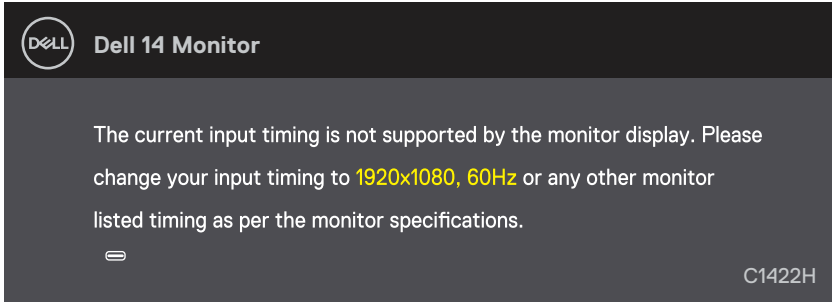 DELL
Dell 14 Monitor
The current input timing is not supported by the monitor display. Please
change your input timing to 1920x1080, 60Hz or any other monitor
listed timing as per the monitor specifications.
C1422H